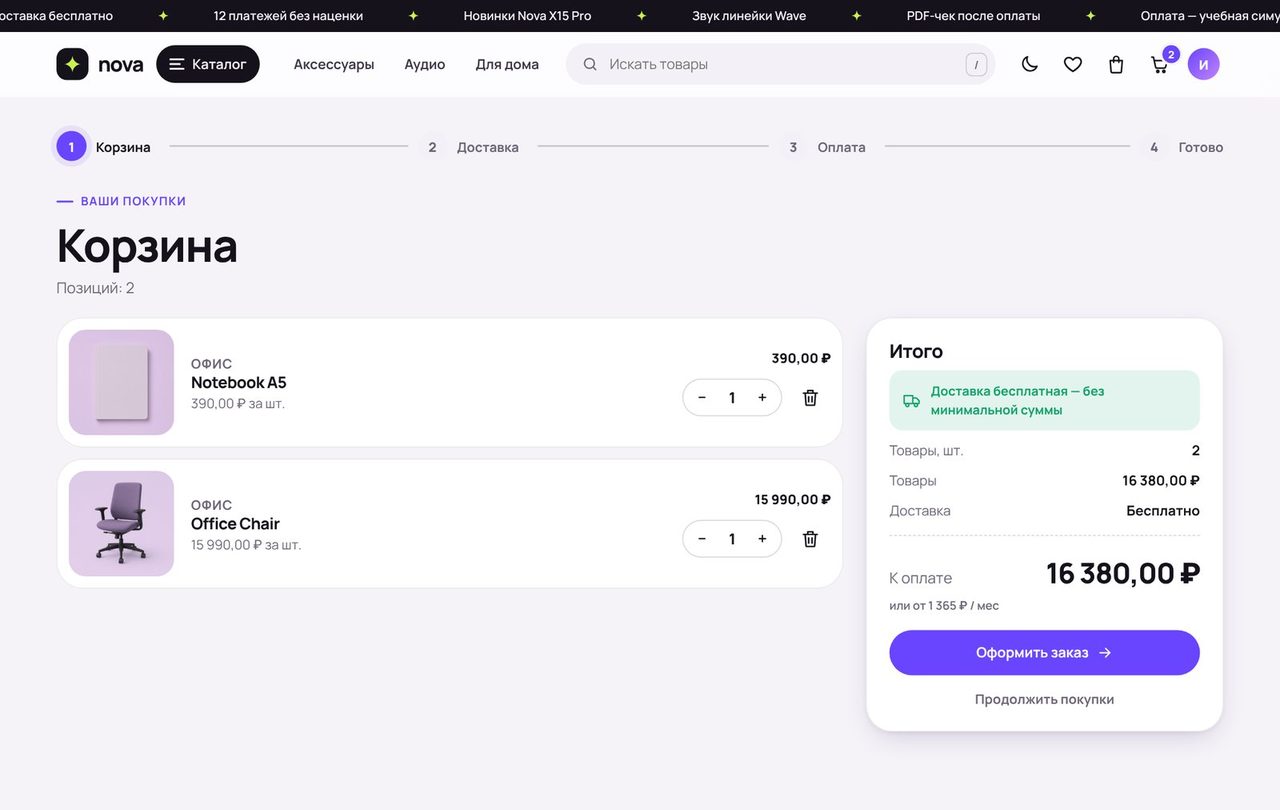 оставка бесплатно ✦ 12 платежей без наценки ✦ Новинки Nova X15 Pro ✦ Звук линейки Wave ✦ PDF-чек после оплаты ✦ Оплата — учебная симу
nova Каталог Аксессуары Аудио Для дома Искать товары / 2 И
1 Корзина 2 Доставка 3 Оплата 4 Готово
ВАШИ ПОКУПКИ
Корзина
Позиций: 2
ОФИС
Notebook A5
390,00 ₽ за шт.
390,00 ₽
− 1 +
ОФИС
Office Chair
15 990,00 ₽ за шт.
15 990,00 ₽
− 1 +
Итого
Доставка бесплатная — без
минимальной суммы
Товары, шт. 2
Товары 16 380,00 ₽
Доставка Бесплатно
К оплате 16 380,00 ₽
или от 1 365 ₽ / мес
Оформить заказ →
Продолжить покупки